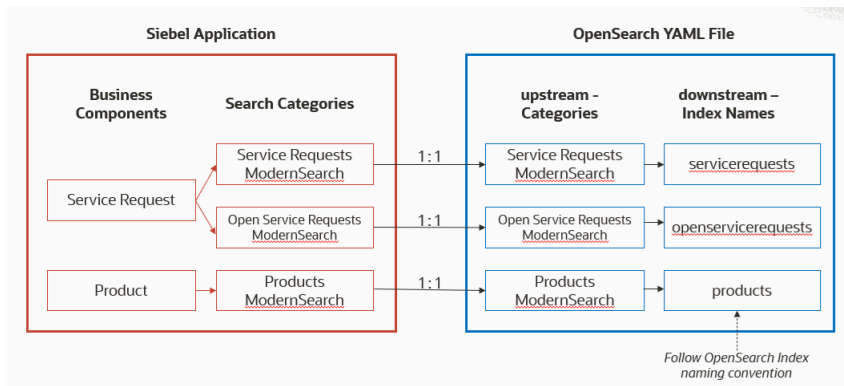 Siebel Application
OpenSearch YAML File
Business
Components
Search Categories
upstream -
Categories
downstream –
Index Names
Service Request
Service Requests
ModernSearch
1:1
Service Requests
ModernSearch
servicerequests
Open Service Requests
ModernSearch
1:1
Open Service Requests
ModernSearch
openservicerequests
Product
Products
ModernSearch
1:1
Products
ModernSearch
products
Follow OpenSearch Index
naming convention